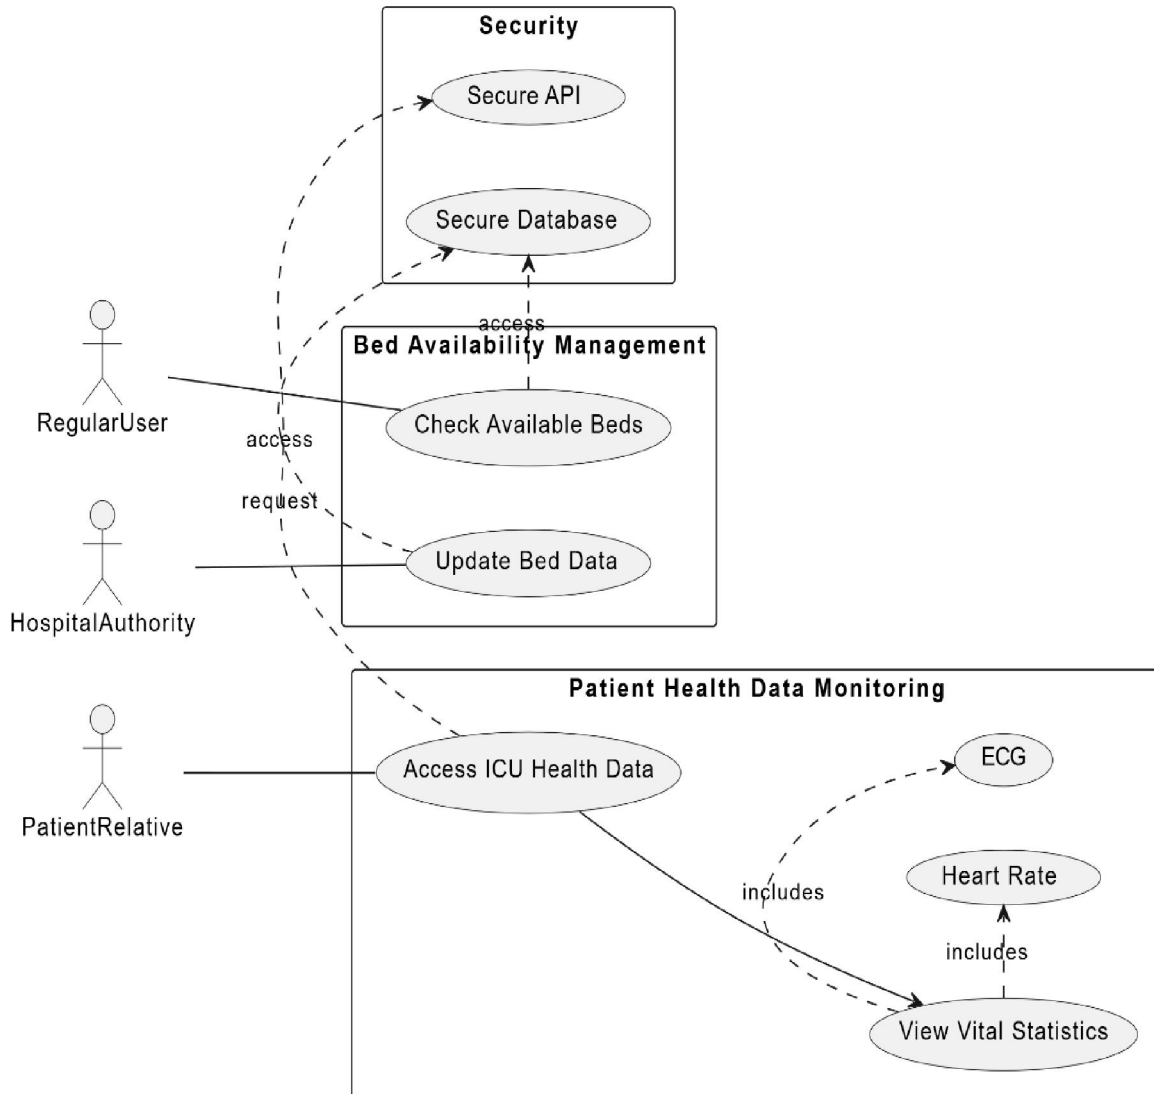 Security
Secure API
Secure Database
access
Bed Availability Management
RegularUser
Check Available Beds
access
request
HospitalAuthority
Update Bed Data
Patient Health Data Monitoring
PatientRelative
Access ICU Health Data
ECG
Heart Rate
includes
includes
View Vital Statistics